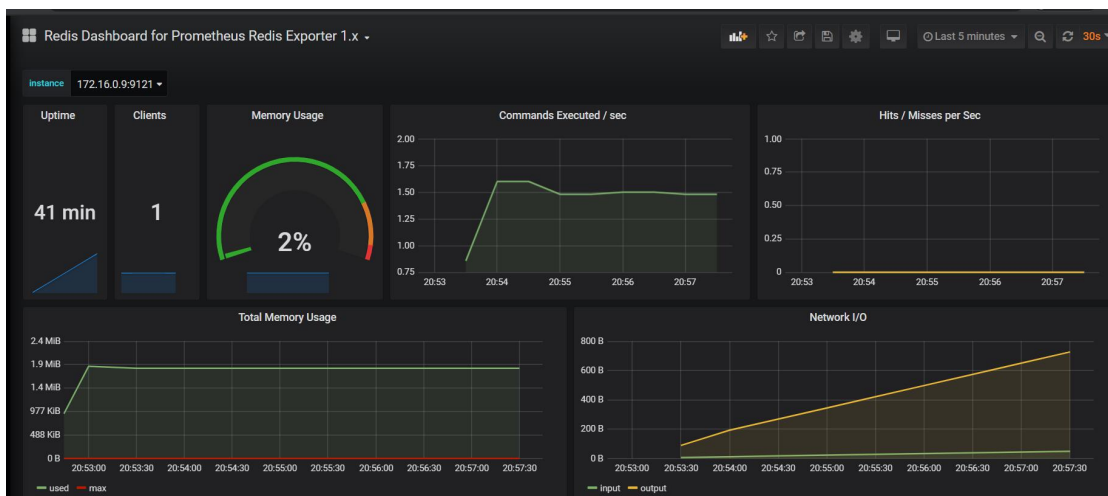 Redis Dashboard for Prometheus Redis Exporter 1.x
Last 5 minutes
30s
instance 172.16.0.9:9121
Uptime
41 min
Clients
1
Memory Usage
2%
Commands Executed / sec
2.00
1.75
1.50
1.25
1.00
0.75
20:53 20:54 20:55 20:56 20:57
Hits / Misses per Sec
1.00
0.75
0.50
0.25
0
20:53 20:54 20:55 20:56 20:57
Total Memory Usage
2.4 MiB
1.9 MiB
1.4 MiB
977 KiB
488 KiB
0 B
20:53:00 20:53:30 20:54:00 20:54:30 20:55:00 20:55:30 20:56:00 20:56:30 20:57:00 20:57:30
used max
Network I/O
800 B
600 B
400 B
200 B
0 B
20:53:00 20:53:30 20:54:00 20:54:30 20:55:00 20:55:30 20:56:00 20:56:30 20:57:00 20:57:30
input output